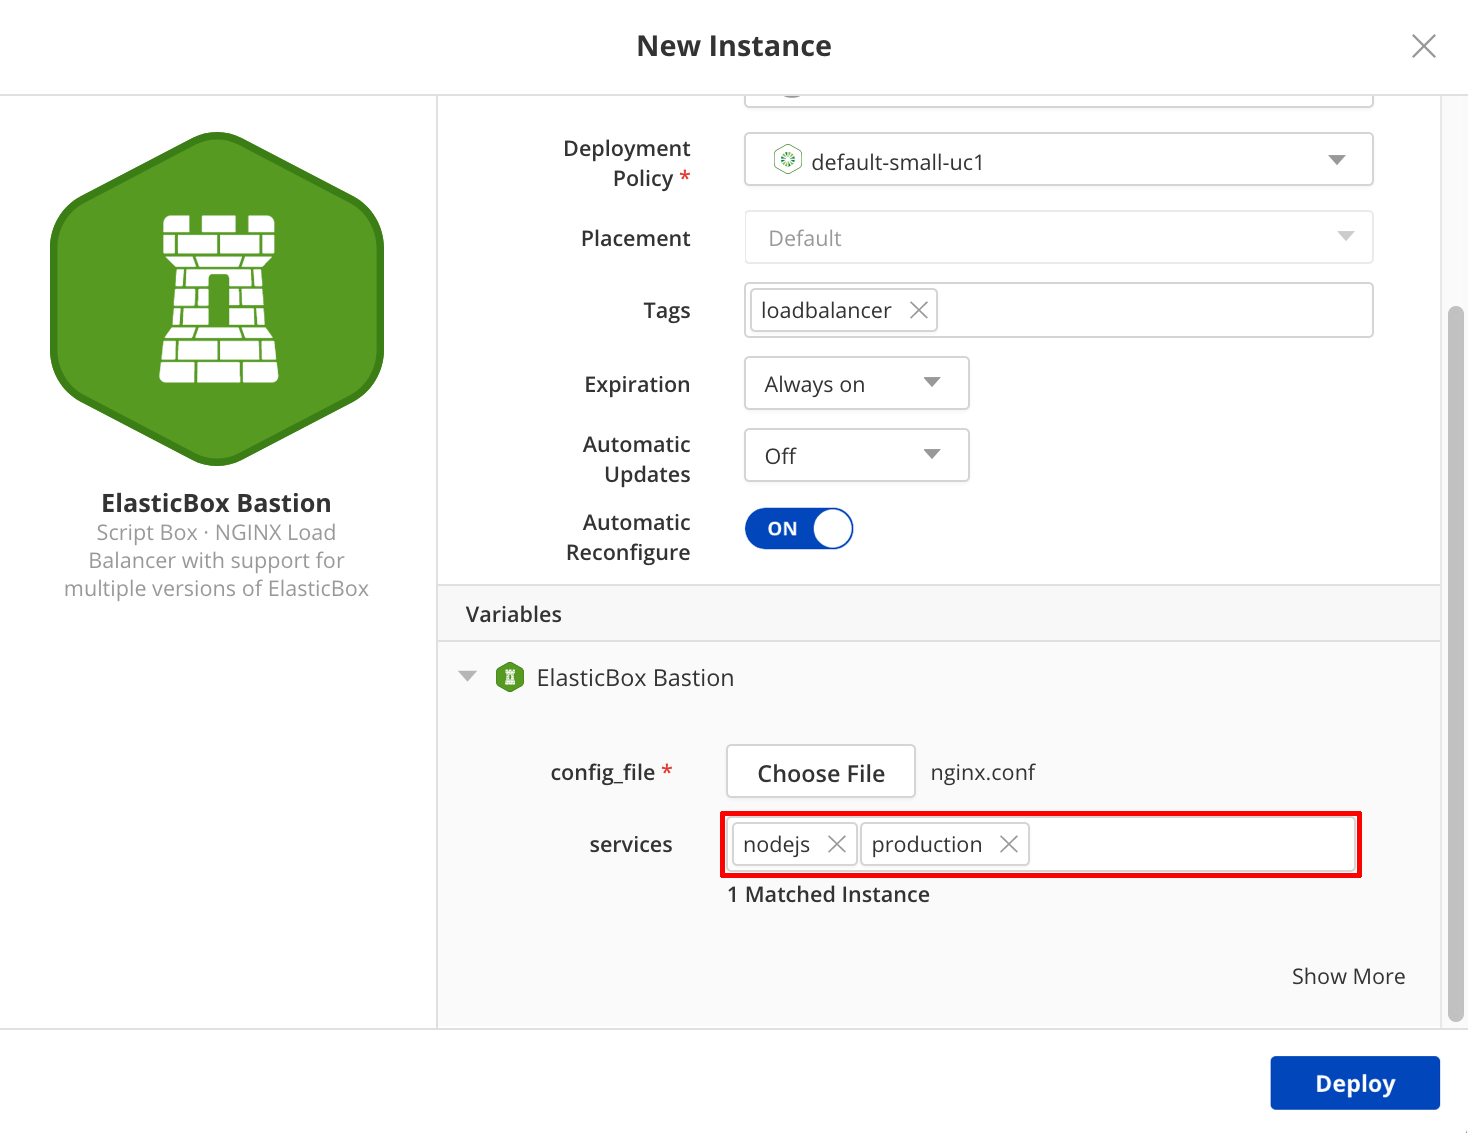 New Instance
ElasticBox Bastion
Script Box · NGINX Load
Balancer with support for
multiple versions of ElasticBox
Deployment
Policy *
default-small-uc1
Placement
Default
Tags
loadbalancer
Expiration
Always on
Automatic
Updates
Off
Automatic
Reconfigure
ON
Variables
ElasticBox Bastion
config_file *
Choose File nginx.conf
services
nodejs production
1 Matched Instance
Show More
Deploy